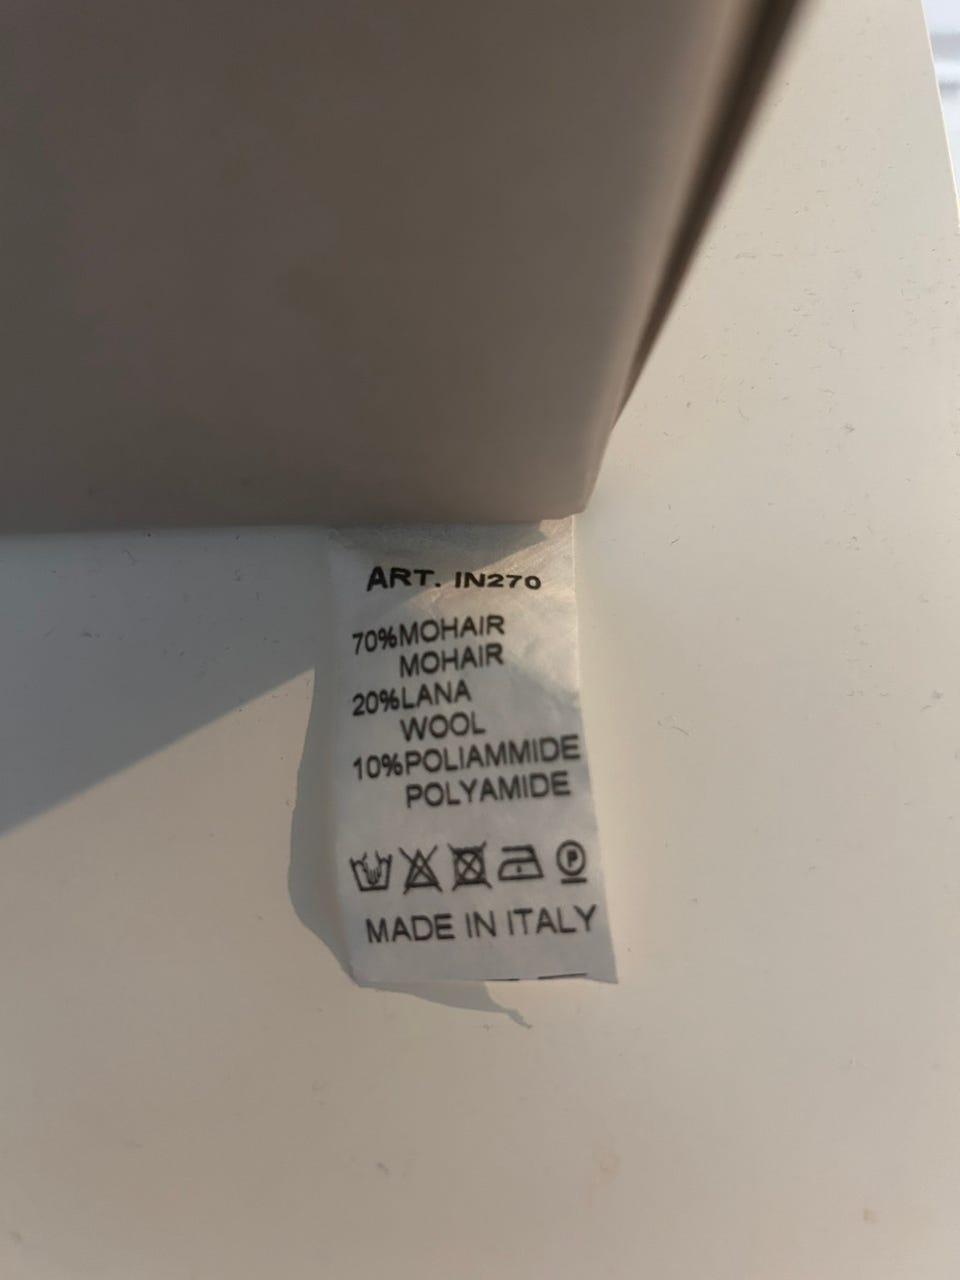 ART. IN270
70%MOHAIR
MOHAIR
20%LANA
WOOL
10%POLIAMMIDE
POLYAMIDE
P
MADE IN ITALY